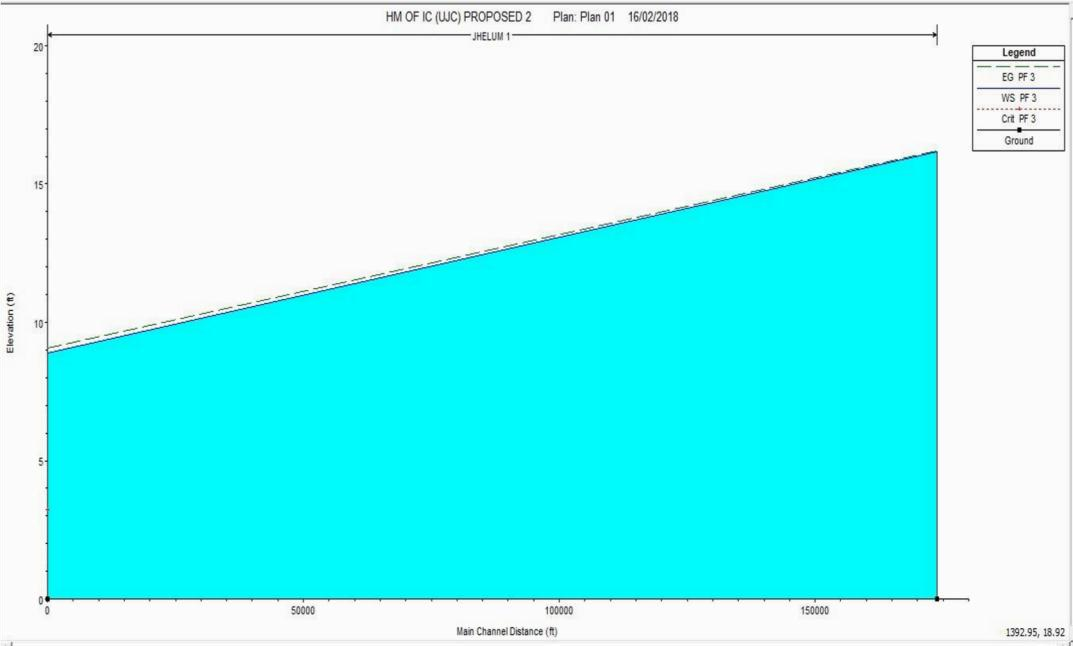 HM OF IC (UJC) PROPOSED 2 Plan: Plan 01 16/02/2018
JHELUM 1
Legend
EG PF 3
WS PF 3
Crit PF 3
Ground
Elevation (ft)
20
15
10
5
0
0 50000 100000 150000
Main Channel Distance (ft)
1392.95, 18.92